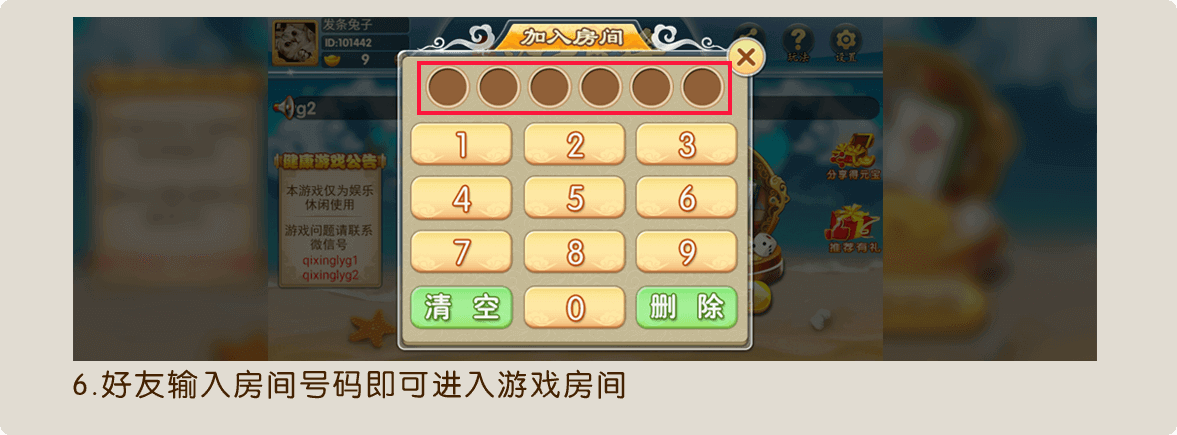 发条兔子
ID:101442
9
加入房间
玩法
设置
g2
健康游戏公告
本游戏仅为娱乐
休闲使用
游戏问题请联系
微信号
qixinglyg1
qixinglyg2
分享得元宝
推荐有礼
1 2 3
4 5 6
7 8 9
清空 0 删除
6.好友输入房间号码即可进入游戏房间